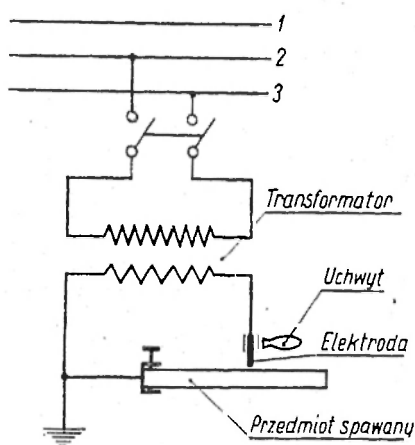 1
2
3
Transformator
Uchwyt
Elektroda
Przedmiot spawany